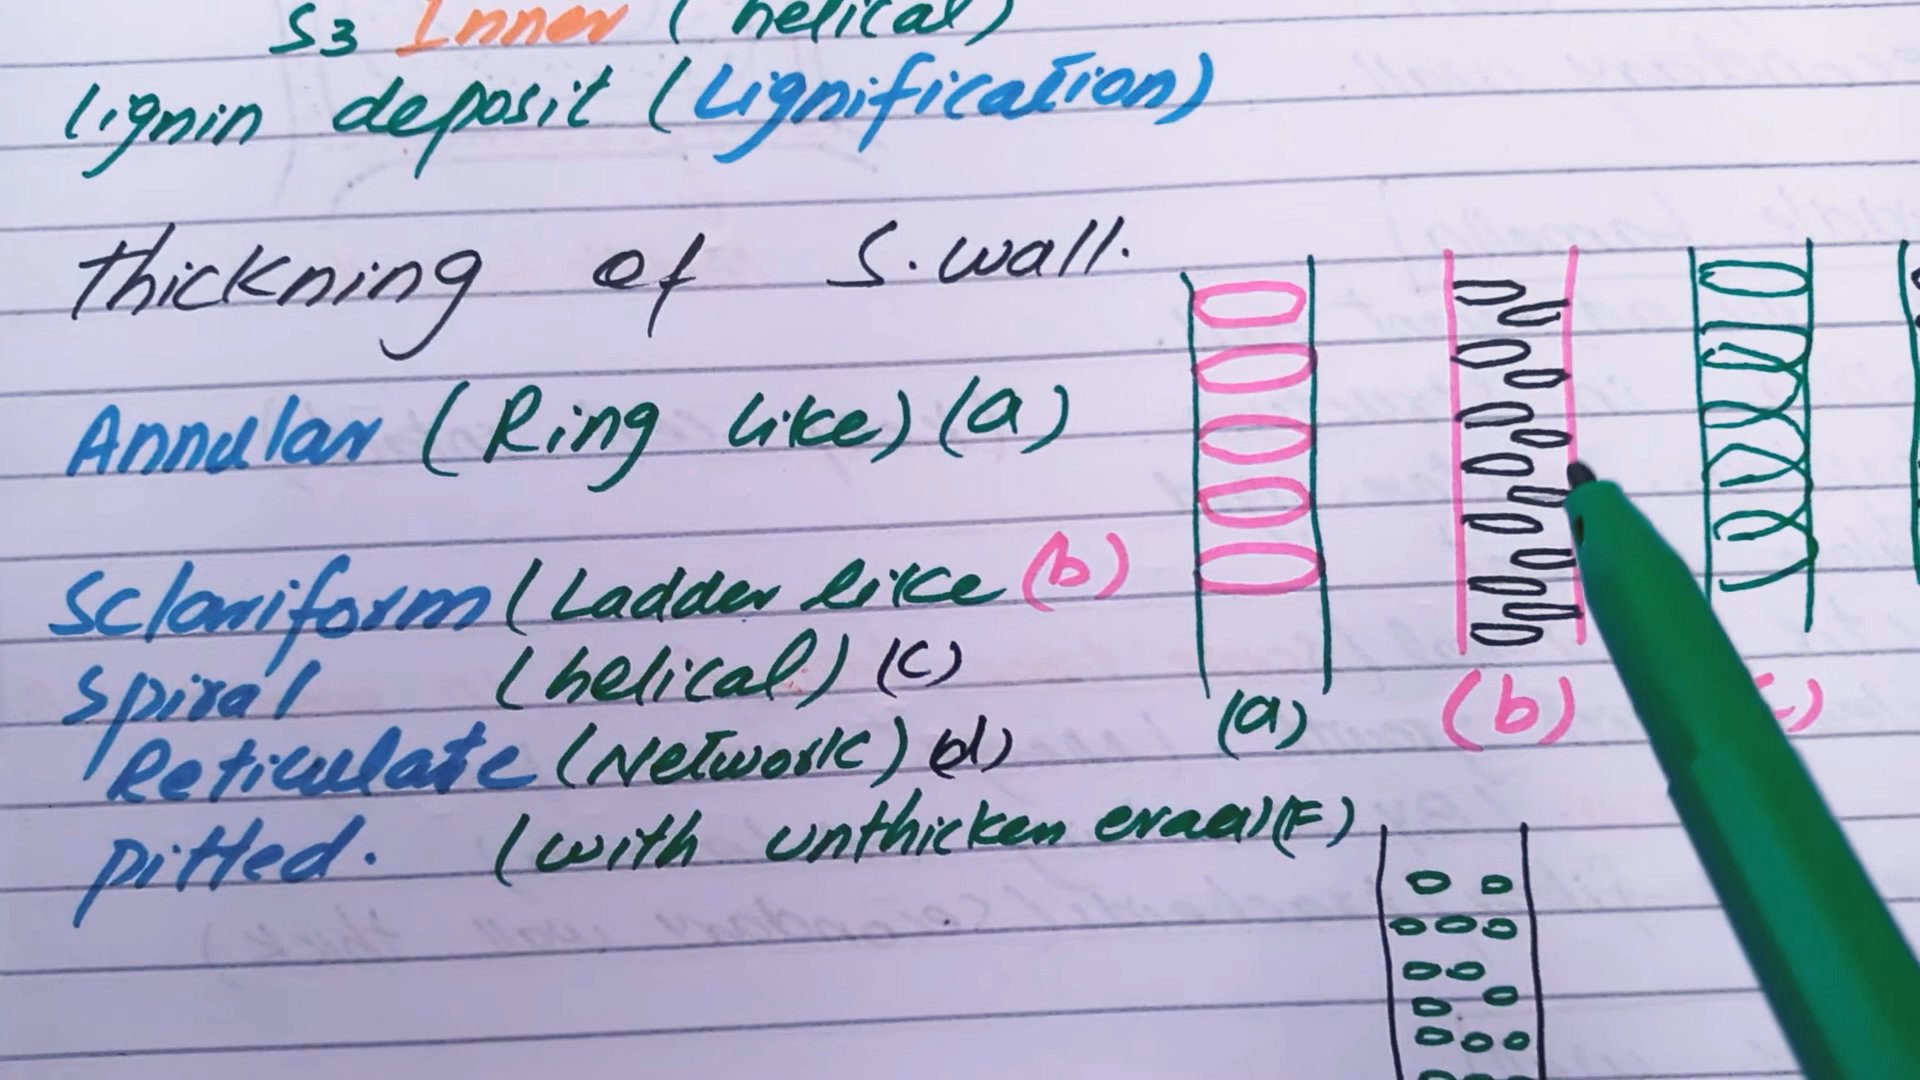 S3 Inner (helical)
lignin deposit (Lignification)
thickning of S. wall.
Annular (Ring like) (a)
Sclariform (Ladder like (b)
Spiral (helical) (c)
Reticulate (Network) (d)
pitted. (with unthicken eraa) (F)
(a) (b)